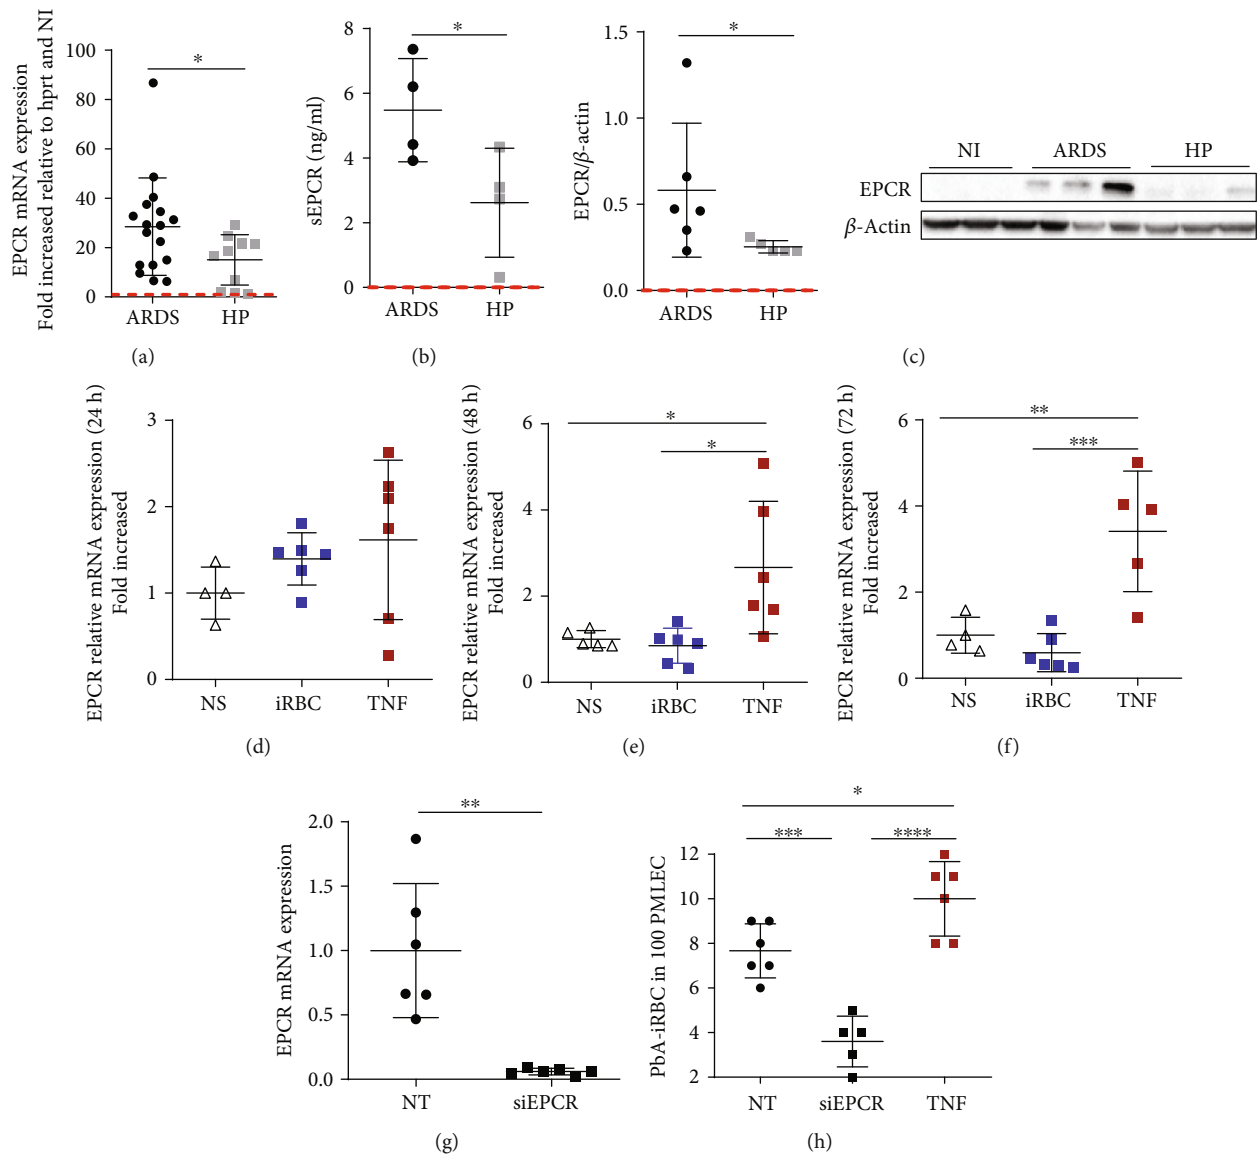 EPCR mRNA expression
Fold increased relative to hprt and NI
100
80
60
40
20
0
*
ARDS
HP
(a)
sEPCR (ng/ml)
8
6
4
2
0
*
ARDS
HP
(b)
EPCR/β-actin
1.5
1.0
0.5
0.0
*
ARDS
HP
NI
ARDS
HP
EPCR
β-Actin
(c)
EPCR relative mRNA expression (24 h)
Fold increased
3
2
1
0
NS
iRBC
TNF
(d)
EPCR relative mRNA expression (48 h)
Fold increased
6
4
2
0
*
*
NS
iRBC
TNF
(e)
EPCR relative mRNA expression (72 h)
Fold increased
6
4
2
0
**
***
NS
iRBC
TNF
(f)
EPCR mRNA expression
2.0
1.5
1.0
0.5
0.0
**
NT
siEPCR
(g)
PbA-iRBC in 100 PMLEC
12
10
8
6
4
2
*
***
****
NT
siEPCR
TNF
(h)